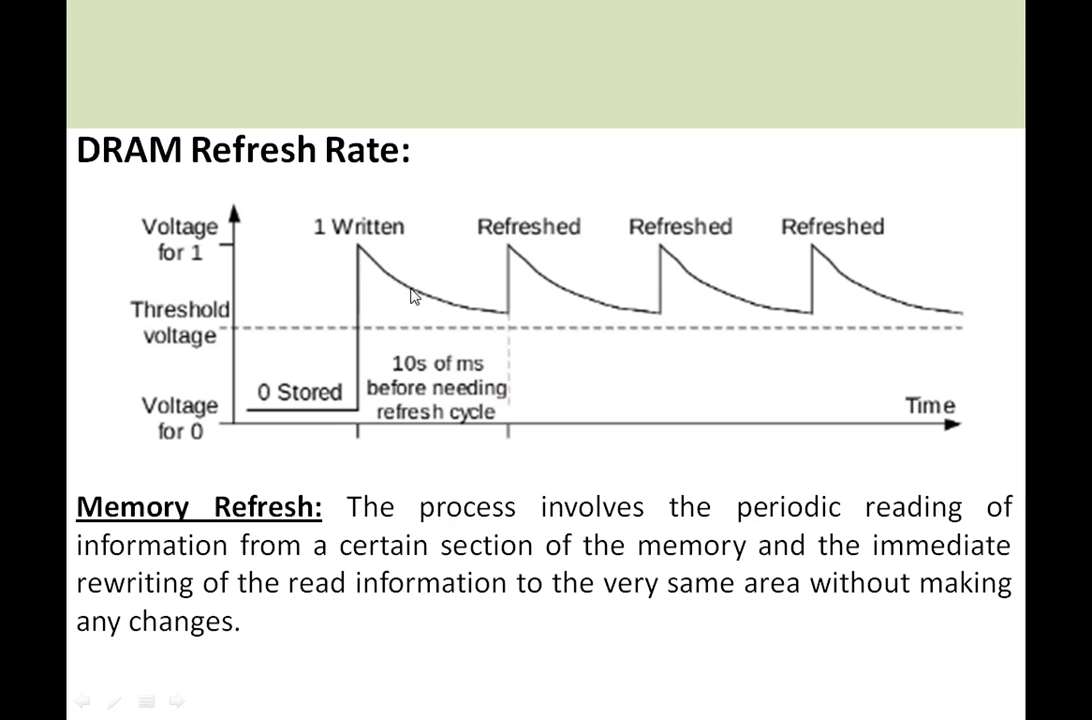 DRAM Refresh Rate:
Voltage for 1
1 Written
Refreshed
Refreshed
Refreshed
Threshold voltage
10s of ms before needing refresh cycle
0 Stored
Voltage for 0
Time
Memory Refresh: The process involves the periodic reading of
information from a certain section of the memory and the immediate
rewriting of the read information to the very same area without making
any changes.